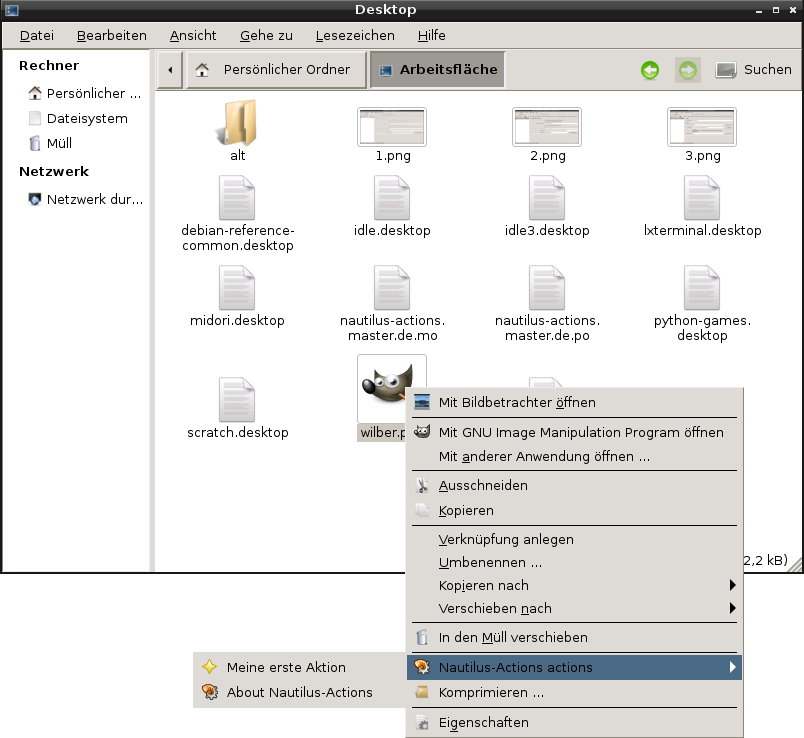 Desktop
Datei Bearbeiten Ansicht Gehe zu Lesezeichen Hilfe
Rechner
Persönlicher ...
Dateisystem
Müll
Netzwerk
Netzwerk dur...
Persönlicher Ordner Arbeitsfläche Suchen
alt 1.png 2.png 3.png
debian-reference-
common.desktop
idle.desktop idle3.desktop lxterminal.desktop
midori.desktop
nautilus-actions.
master.de.mo
nautilus-actions.
master.de.po
python-games.
desktop
scratch.desktop
wilber.p
2,2 kB)
Mit Bildbetrachter öffnen
Mit GNU Image Manipulation Program öffnen
Mit anderer Anwendung öffnen ...
Ausschneiden
Kopieren
Verknüpfung anlegen
Umbenennen ...
Kopieren nach
Verschieben nach
In den Müll verschieben
Nautilus-Actions actions
Komprimieren ...
Eigenschaften
Meine erste Aktion
About Nautilus-Actions